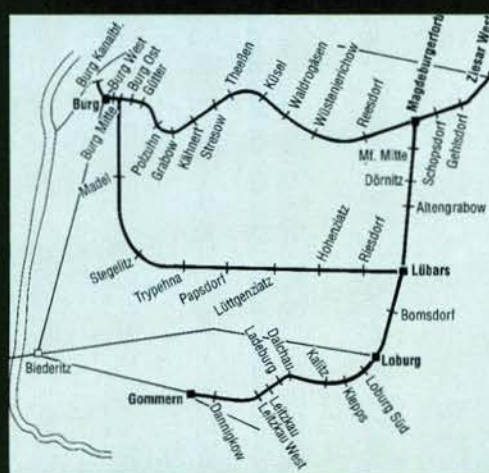 Burg Kanalbf.
Burg West
Burg Ost
Gütter
Burg
Burg Mitte
Polzuhn
Grabow
Kähnert
Stresow
Theeßen
Küsel
Waldrogäsen
Wüstenjerichow
Reesdorf
Magdeburgerforth
Ziesar West
Schopsdorf
Gehlsdorf
Mf. Mitte
Dörnitz
Altengrabow
Madel
Stegelitz
Trypehna
Papsdorf
Lüttgenziatz
Hohenziatz
Riesdorf
Lübars
Bomsdorf
Biederitz
Loburg
Loburg Süd
Klepps
Kalitz
Dalchau
Ladeburg
Leitzkau
Leitzkau West
Dannigkow
Gommern